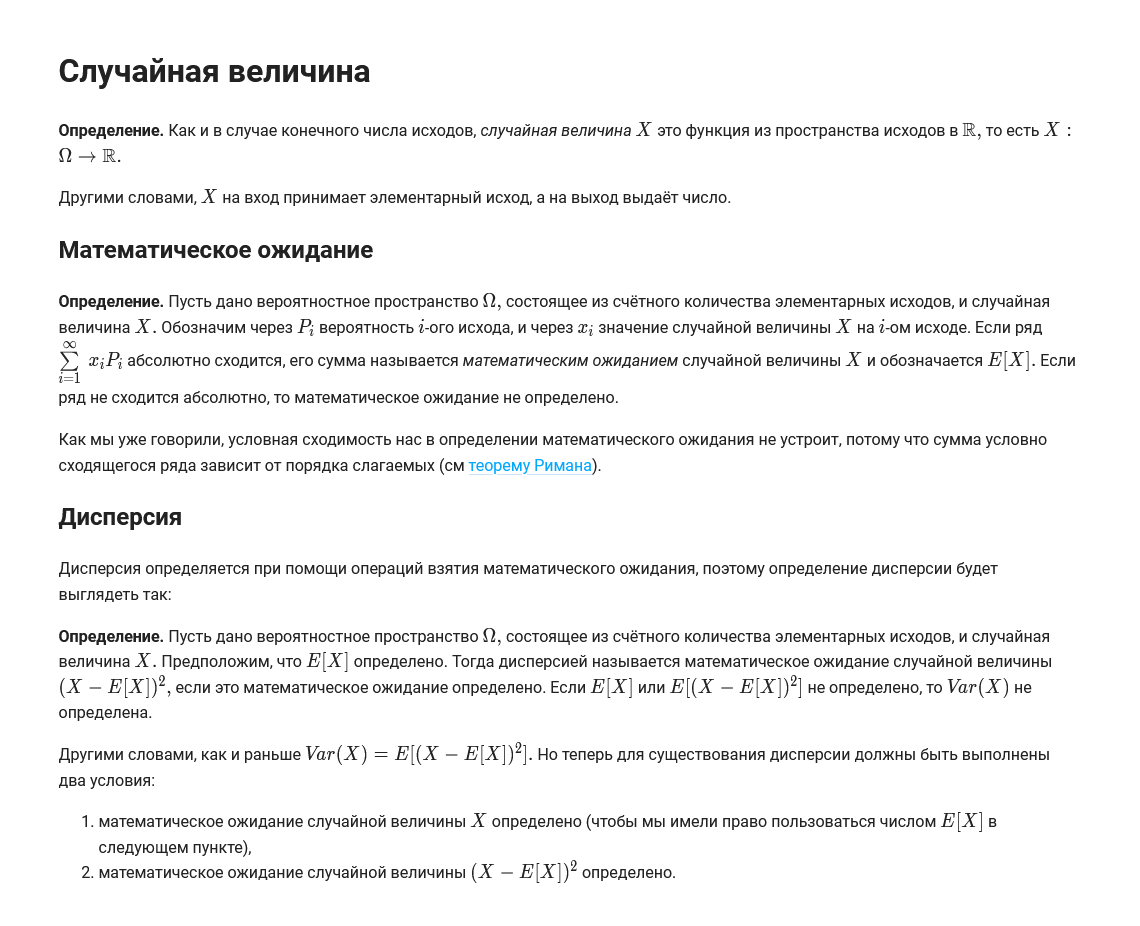 Случайная величина
Определение. Как и в случае конечного числа исходов, случайная величина X это функция из пространства исходов в ℝ, то есть X :
Ω → ℝ.
Другими словами, X на вход принимает элементарный исход, а на выход выдаёт число.
Математическое ожидание
Определение. Пусть дано вероятностное пространство Ω, состоящее из счётного количества элементарных исходов, и случайная
величина X. Обозначим через P_i вероятность i-ого исхода, и через x_i значение случайной величины X на i-ом исходе. Если ряд
∑_{i=1}^{∞} x_i P_i абсолютно сходится, его сумма называется математическим ожиданием случайной величины X и обозначается E[X]. Если
ряд не сходится абсолютно, то математическое ожидание не определено.
Как мы уже говорили, условная сходимость нас в определении математического ожидания не устроит, потому что сумма условно
сходящегося ряда зависит от порядка слагаемых (см теорему Римана).
Дисперсия
Дисперсия определяется при помощи операций взятия математического ожидания, поэтому определение дисперсии будет
выглядеть так:
Определение. Пусть дано вероятностное пространство Ω, состоящее из счётного количества элементарных исходов, и случайная
величина X. Предположим, что E[X] определено. Тогда дисперсией называется математическое ожидание случайной величины
(X − E[X])², если это математическое ожидание определено. Если E[X] или E[(X − E[X])²] не определено, то Var(X) не
определена.
Другими словами, как и раньше Var(X) = E[(X − E[X])²]. Но теперь для существования дисперсии должны быть выполнены
два условия:
1. математическое ожидание случайной величины X определено (чтобы мы имели право пользоваться числом E[X] в
следующем пункте),
2. математическое ожидание случайной величины (X − E[X])² определено.